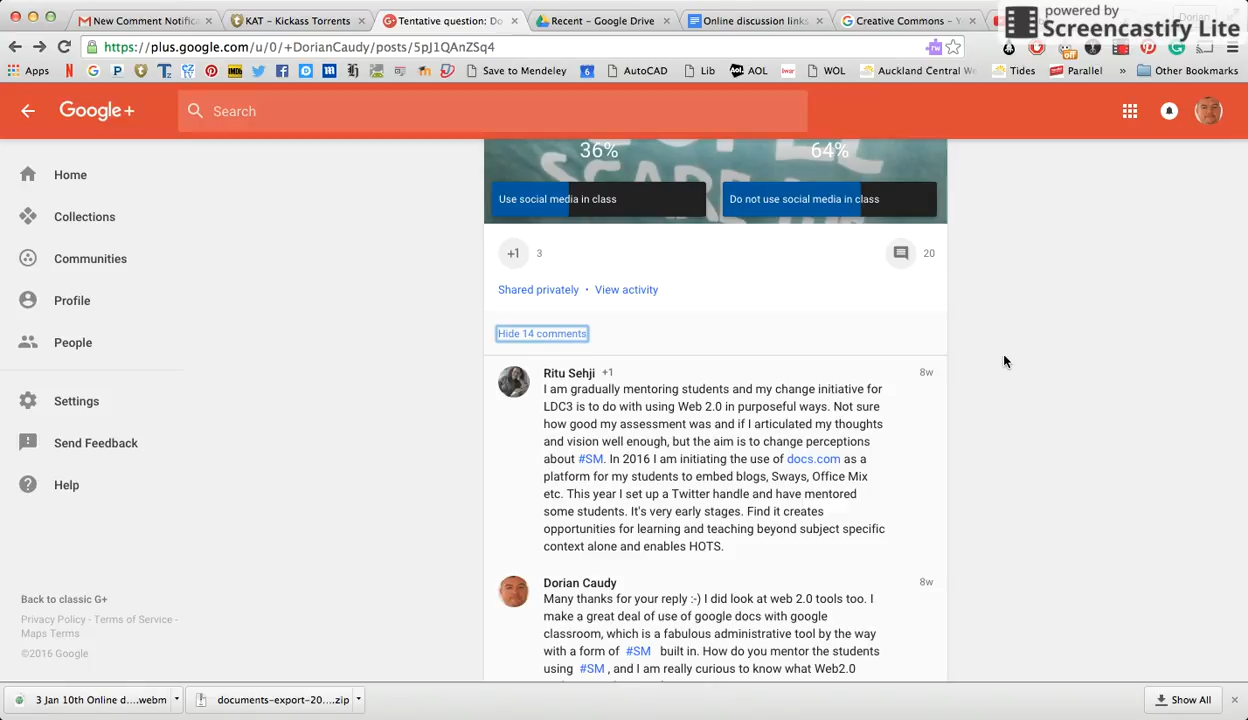 New Comment Notifica
KAT – Kickass Torrents
Tentative question: Do
Recent – Google Drive
Online discussion links
Creative Commons – 
powered by
Screencastify Lite
https://plus.google.com/u/0/+DorianCaudy/posts/5pJ1QAnZSq4
Apps
Save to Mendeley
AutoCAD
Lib
AOL
WOL
Auckland Central We
Tides
Parallel
»
Other Bookmarks
Google+
Search
36%
64%
Use social media in class
Do not use social media in class
+1
3
20
Shared privately • View activity
Hide 14 comments
Home
Collections
Communities
Profile
People
Settings
Send Feedback
Help
Ritu Sehji +1
8w
I am gradually mentoring students and my change initiative for
LDC3 is to do with using Web 2.0 in purposeful ways. Not sure
how good my assessment was and if I articulated my thoughts
and vision well enough, but the aim is to change perceptions
about #SM. In 2016 I am initiating the use of docs.com as a
platform for my students to embed blogs, Sways, Office Mix
etc. This year I set up a Twitter handle and have mentored
some students. It's very early stages. Find it creates
opportunities for learning and teaching beyond subject specific
context alone and enables HOTS.
Dorian Caudy
8w
Many thanks for your reply :-) I did look at web 2.0 tools too. I
make a great deal of use of google docs with google
classroom, which is a fabulous administrative tool by the way
with a form of #SM built in. How do you mentor the students
using #SM , and I am really curious to know what Web2.0
Back to classic G+
Privacy Policy - Terms of Service -
Maps Terms
©2016 Google
3 Jan 10th Online d....webm
documents-export-20....zip
Show All